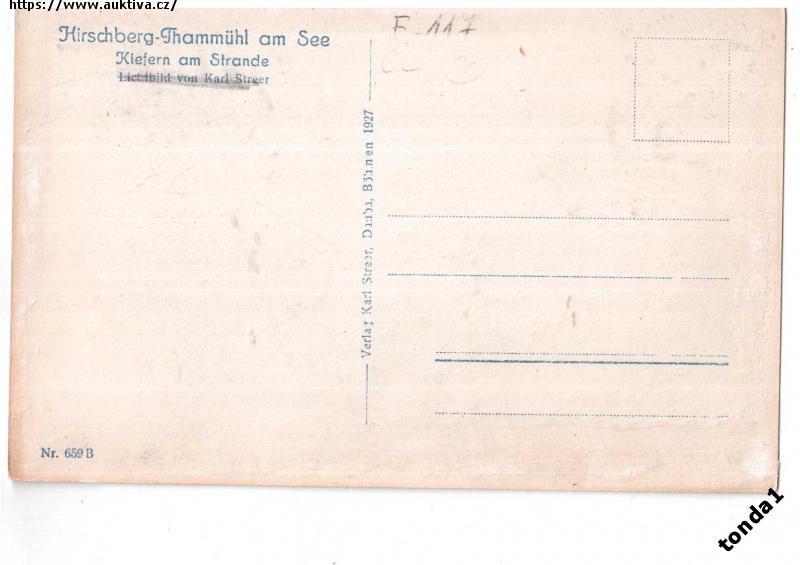 https://www.auktiva.cz/
Hirschberg-Thammühl am See
Kiefern am Strande
Lichtbild von Karl Streer
F 117
Verlag Karl Streer, Dauba, Böhmen 1927
Nr. 659 B
tonda1